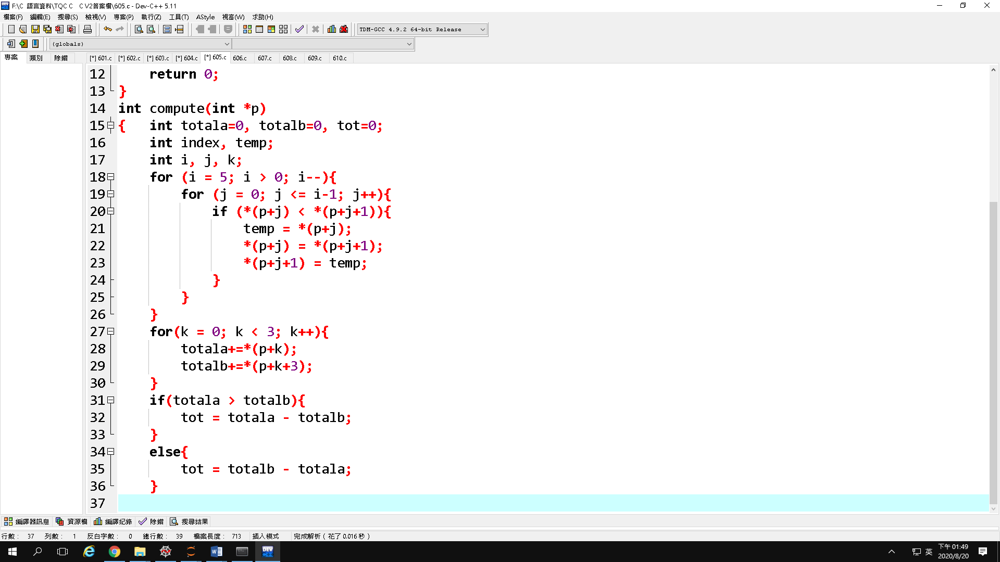 F:\C 語言資料\TQC C    C V2答案檔\605.c - Dev-C++ 5.11
檔案(F) 編輯(E) 搜尋(S) 檢視(V) 專案(P) 執行(Z) 工具(T) AStyle 視窗(W) 求助(H)
TDM-GCC 4.9.2 64-bit Release
(globals)
專案 類別 除錯 [*] 601.c [*] 602.c [*] 603.c [*] 604.c [*] 605.c 606.c 607.c 608.c 609.c 610.c
12     return 0;
13 }
14 int compute(int *p)
15 {   int totala=0, totalb=0, tot=0;
16     int index, temp;
17     int i, j, k;
18     for (i = 5; i > 0; i--){
19         for (j = 0; j <= i-1; j++){
20             if (*(p+j) < *(p+j+1)){
21                 temp = *(p+j);
22                 *(p+j) = *(p+j+1);
23                 *(p+j+1) = temp;
24             }
25         }
26     }
27     for(k = 0; k < 3; k++){
28         totala+=*(p+k);
29         totalb+=*(p+k+3);
30     }
31     if(totala > totalb){
32         tot = totala - totalb;
33     }
34     else{
35         tot = totalb - totala;
36     }
37
編譯器訊息 資源檔 編譯紀錄 除錯 搜尋結果
行數: 37 列數: 1 反白字數: 0 總行數: 39 檔案長度: 713 插入模式 完成解析 ( 花了 0.016 秒 )
DEV
英
下午 01:49
2020/8/20